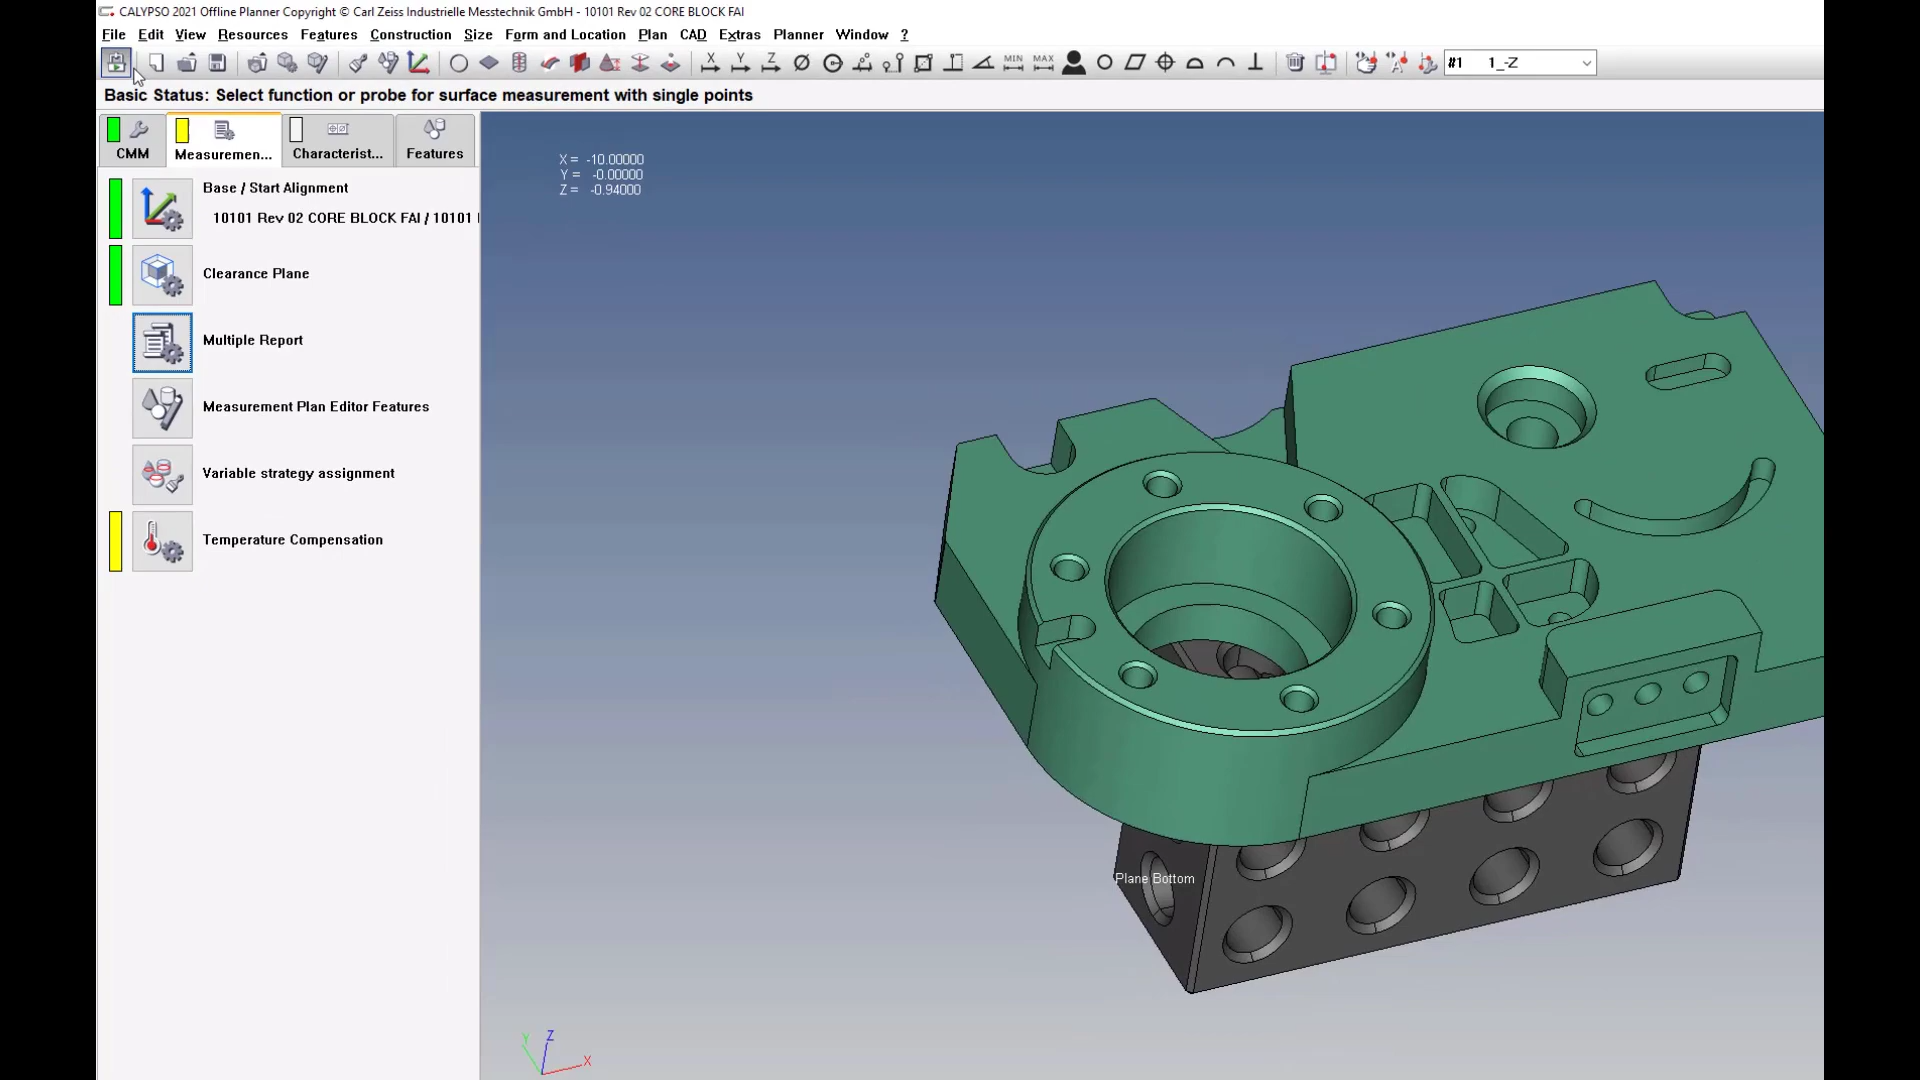 CALYPSO 2021 Offline Planner Copyright © Carl Zeiss Industrielle Messtechnik GmbH - 10101 Rev 02 CORE BLOCK FAI
File Edit View Resources Features Construction Size Form and Location Plan CAD Extras Planner Window ?
X Y Z MIN MAX #1 1_-Z
Basic Status: Select function or probe for surface measurement with single points
CMM Measuremen... Characterist... Features
Base / Start Alignment
10101 Rev 02 CORE BLOCK FAI / 10101
Clearance Plane
Multiple Report
Measurement Plan Editor Features
Variable strategy assignment
Temperature Compensation
X = -10.00000
Y = -0.00000
Z = -0.94000
Plane Bottom
Y Z X